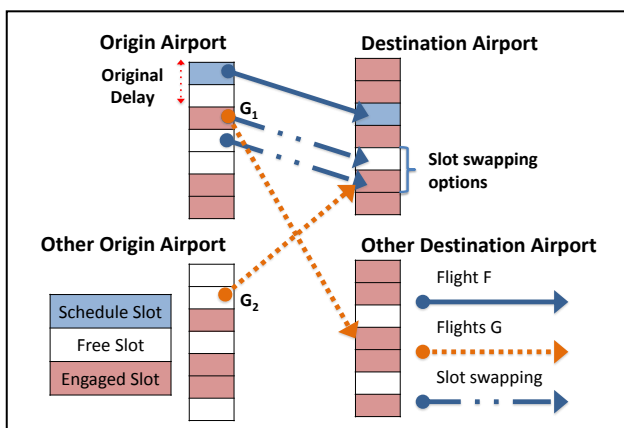 Origin Airport
Destination Airport
Original
Delay
G1
Slot swapping
options
Other Origin Airport
Other Destination Airport
G2
Schedule Slot
Free Slot
Engaged Slot
Flight F
Flights G
Slot swapping